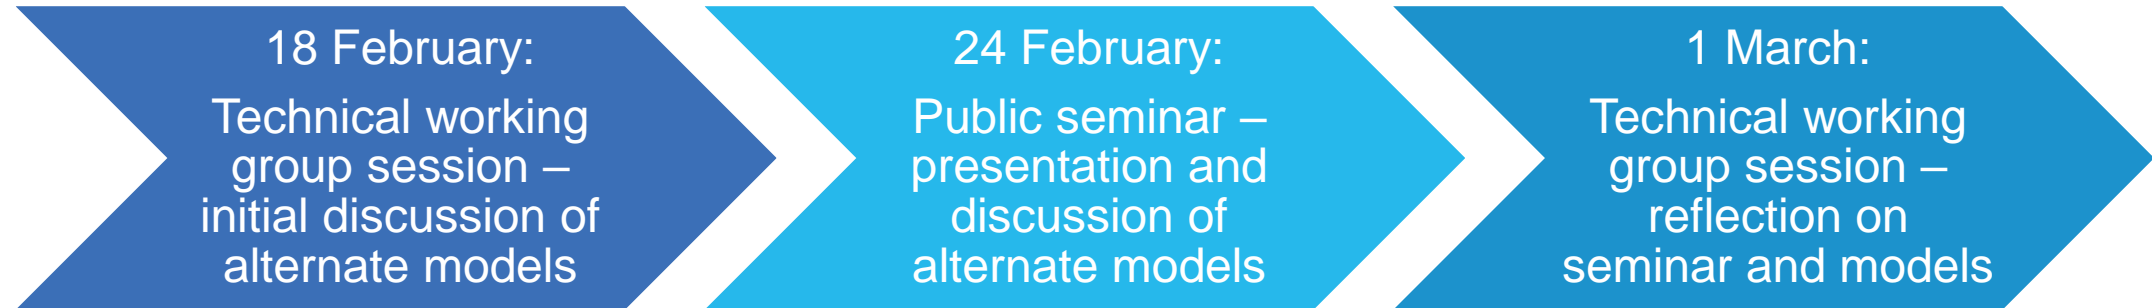 18 February:
Technical working
group session –
initial discussion of
alternate models
24 February:
Public seminar –
presentation and
discussion of
alternate models
1 March:
Technical working
group session –
reflection on
seminar and models